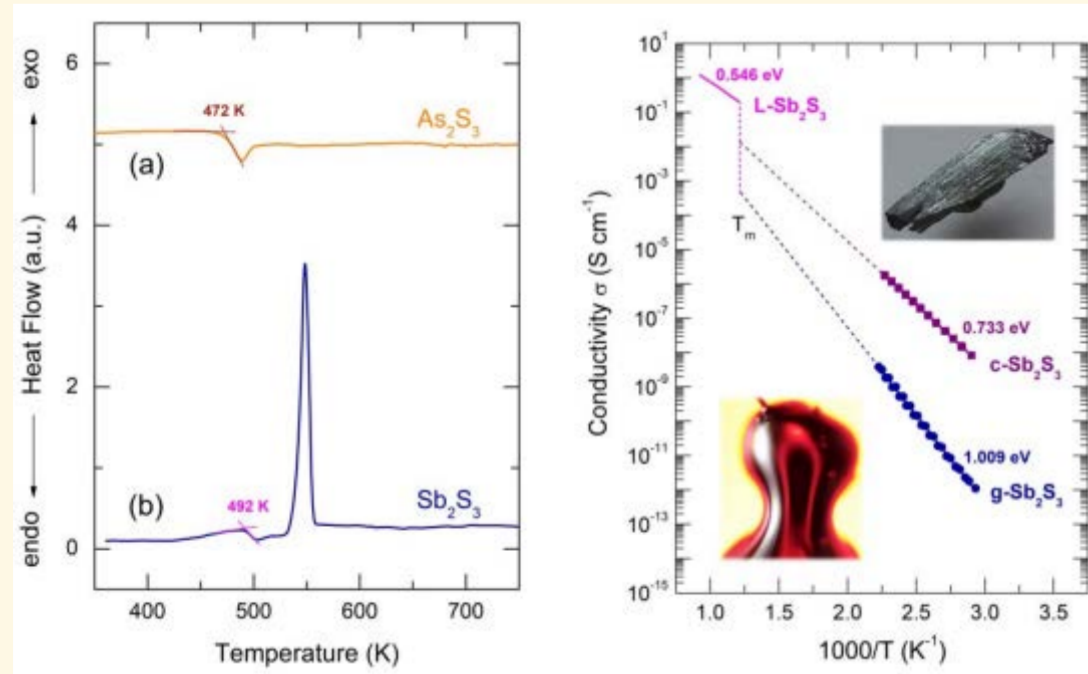 6
4
2
0
exo
Heat Flow (a.u.)
endo
472 K
As₂S₃
(a)
(b)
492 K
Sb₂S₃
400 500 600 700
Temperature (K)
10¹
10⁻¹
10⁻³
10⁻⁵
10⁻⁷
10⁻⁹
10⁻¹¹
10⁻¹³
10⁻¹⁵
Conductivity σ (S cm⁻¹)
0.546 eV
L-Sb₂S₃
Tₘ
0.733 eV
c-Sb₂S₃
1.009 eV
g-Sb₂S₃
1.0 1.5 2.0 2.5 3.0 3.5
1000/T (K⁻¹)